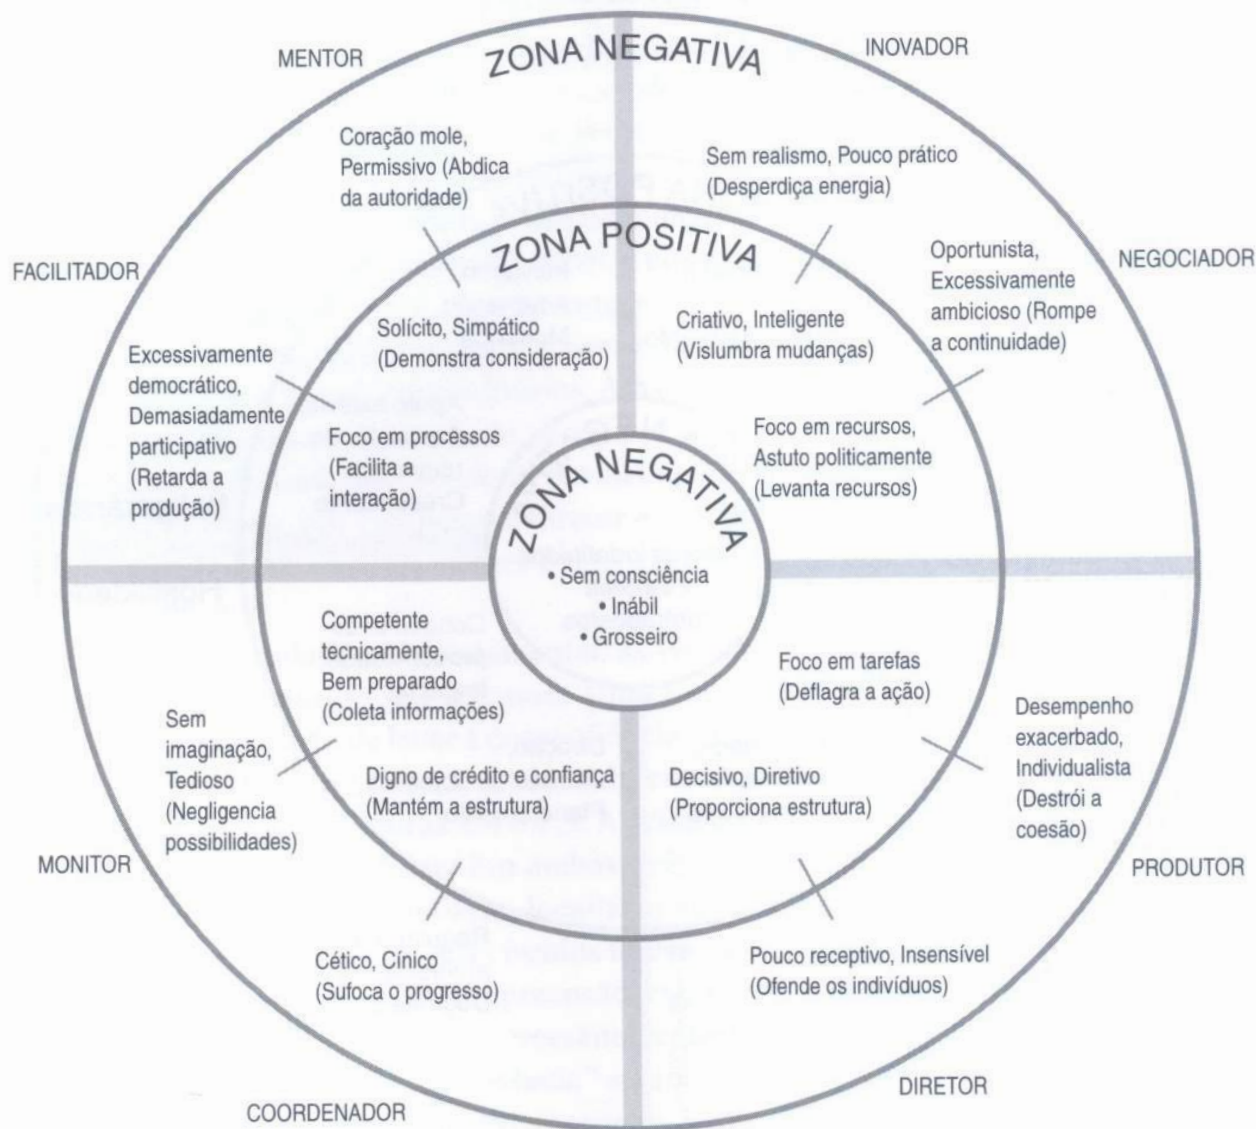 MENTOR
ZONA NEGATIVA
INOVADOR
Coração mole,
Permissivo (Abdica
da autoridade)
Sem realismo, Pouco prático
(Desperdiça energia)
FACILITADOR
ZONA POSITIVA
NEGOCIADOR
Oportunista,
Excessivamente
ambicioso (Rompe
a continuidade)
Solícito, Simpático
(Demonstra consideração)
Criativo, Inteligente
(Vislumbra mudanças)
Excessivamente
democrático,
Demasiadamente
participativo
(Retarda a
produção)
Foco em processos
(Facilita a
interação)
Foco em recursos,
Astuto politicamente
(Levanta recursos)
ZONA NEGATIVA
• Sem consciência
• Inábil
• Grosseiro
Competente
tecnicamente,
Bem preparado
(Coleta informações)
Foco em tarefas
(Deflagra a ação)
Sem
imaginação,
Tedioso
(Negligencia
possibilidades)
Digno de crédito e confiança
(Mantém a estrutura)
Decisivo, Diretivo
(Proporciona estrutura)
Desempenho
exacerbado,
Individualista
(Destrói a
coesão)
MONITOR
PRODUTOR
Cético, Cínico
(Sufoca o progresso)
Pouco receptivo, Insensível
(Ofende os indivíduos)
COORDENADOR
DIRETOR